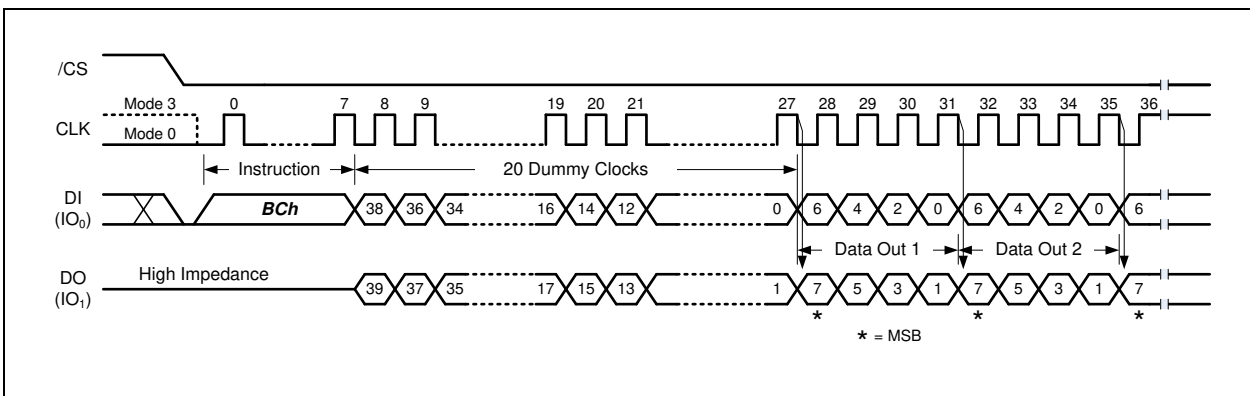 /CS
Mode 3 0 7 8 9 19 20 21 27 28 29 30 31 32 33 34 35 36
CLK
Mode 0
Instruction 20 Dummy Clocks
DI
(IO0)
BCh 38 36 34 16 14 12 0 6 4 2 0 6 4 2 0 6
Data Out 1 Data Out 2
High Impedance
DO
(IO1)
39 37 35 17 15 13 1 7 5 3 1 7 5 3 1 7
* * *
* = MSB